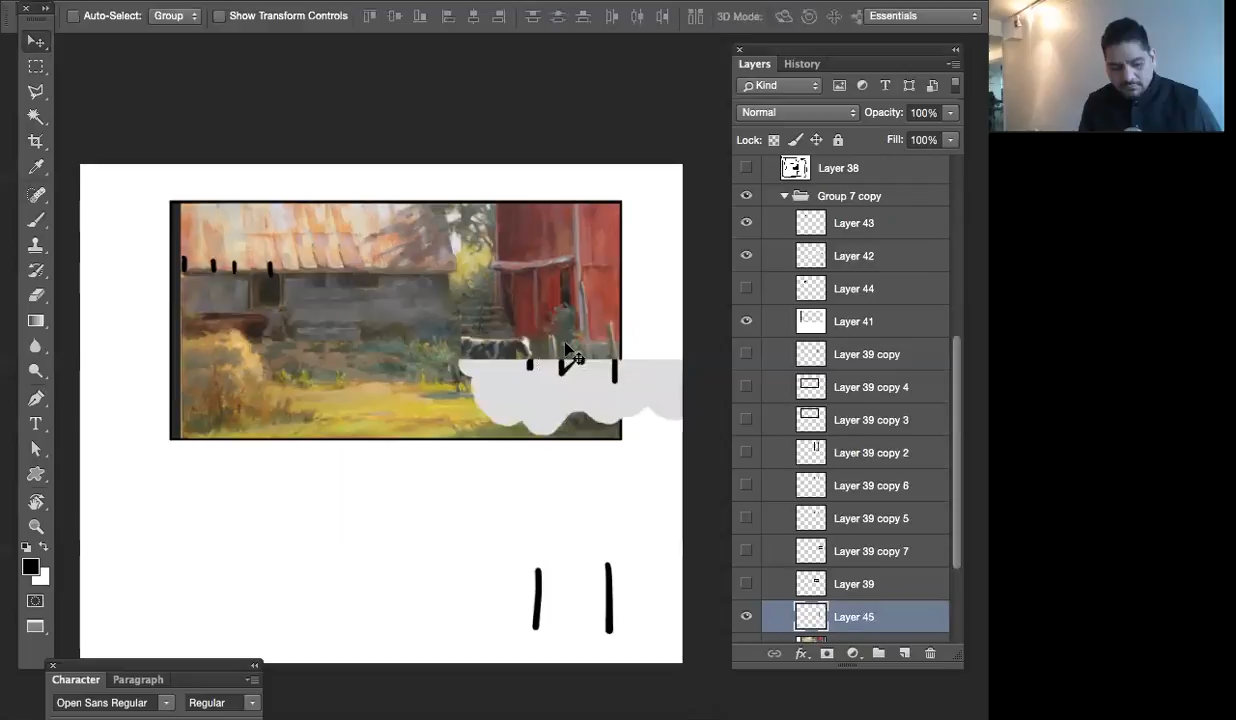 Auto-Select: Group Show Transform Controls 3D Mode: Essentials
Layers History
Kind
Normal Opacity: 100%
Lock: Fill: 100%
Layer 38
Group 7 copy
Layer 43
Layer 42
Layer 44
Layer 41
Layer 39 copy
Layer 39 copy 4
Layer 39 copy 3
Layer 39 copy 2
Layer 39 copy 6
Layer 39 copy 5
Layer 39 copy 7
Layer 39
Layer 45
fx
Character Paragraph
Open Sans Regular Regular